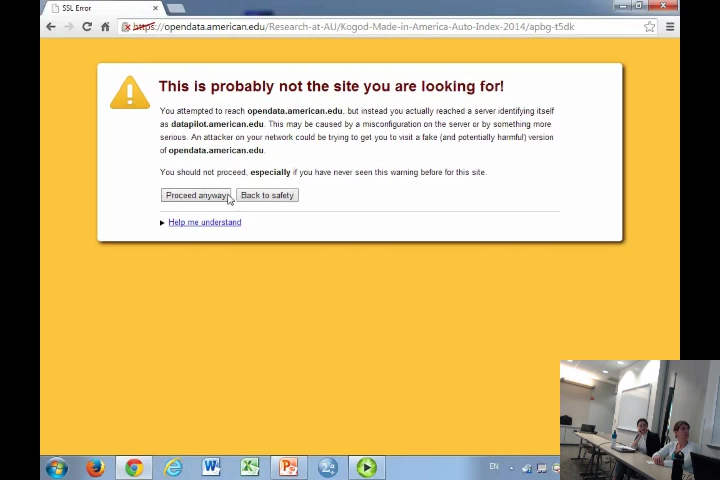 SSL Error
https://opendata.american.edu/Research-at-AU/Kogod-Made-in-America-Auto-Index-2014/apbg-t5dk
This is probably not the site you are looking for!
You attempted to reach opendata.american.edu, but instead you actually reached a server identifying itself
as datapilot.american.edu. This may be caused by a misconfiguration on the server or by something more
serious. An attacker on your network could be trying to get you to visit a fake (and potentially harmful) version
of opendata.american.edu.
You should not proceed, especially if you have never seen this warning before for this site.
Proceed anyway Back to safety
Help me understand
EN